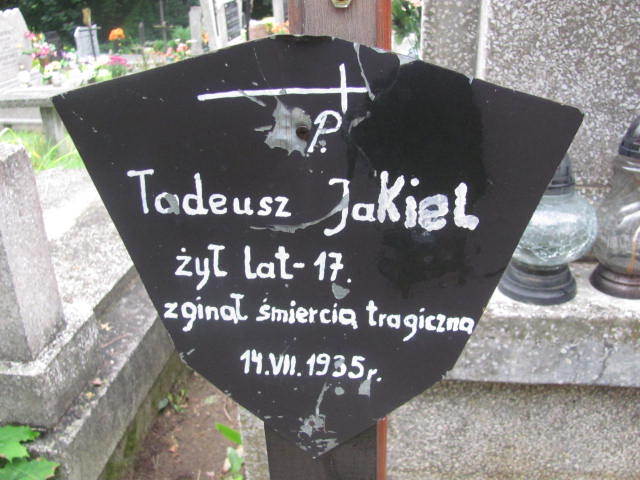 P.
Tadeusz Jakiel
żył lat - 17.
zginął śmiercią tragiczną
14.VII.1935r.